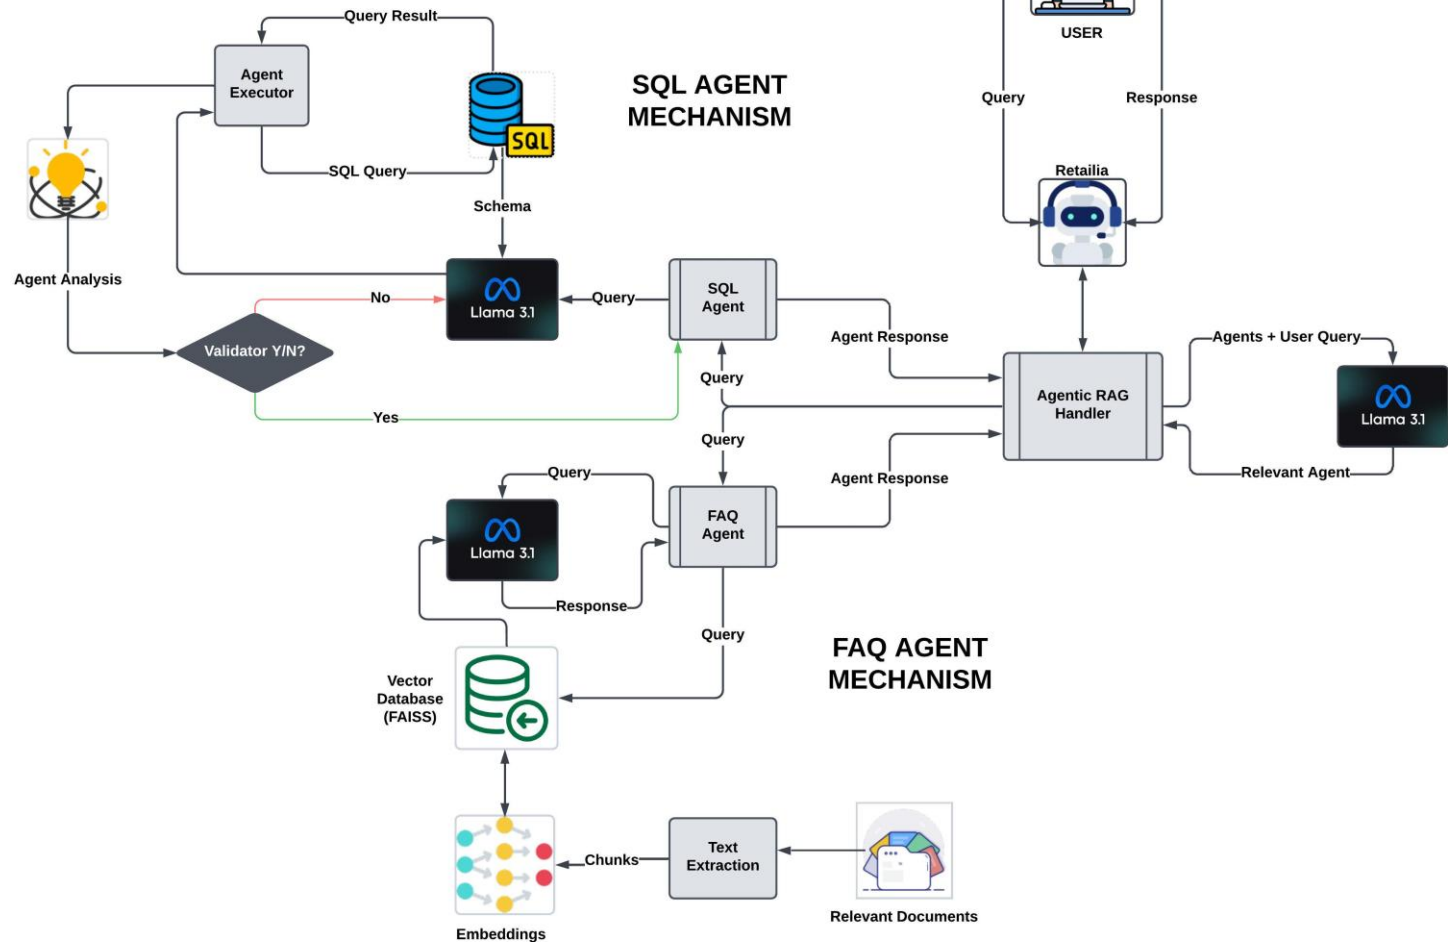 Query Result
USER
Agent
Executor
SQL AGENT
MECHANISM
SQL
Query
Response
SQL Query
Retailia
Schema
Agent Analysis
Llama 3.1
No
Query
SQL
Agent
Validator Y/N?
Agent Response
Agents + User Query
Query
Agentic RAG
Handler
Llama 3.1
Yes
Query
Relevant Agent
Query
Agent Response
Llama 3.1
FAQ
Agent
Response
Query
FAQ AGENT
MECHANISM
Vector
Database
(FAISS)
Chunks
Text
Extraction
Relevant Documents
Embeddings